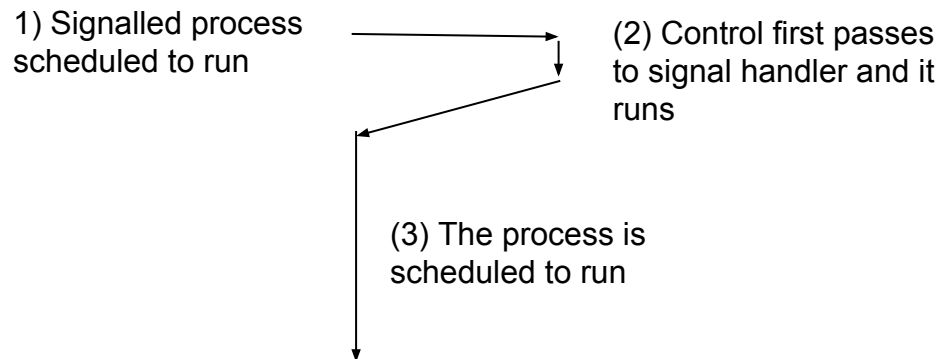 1) Signalled process
scheduled to run
(2) Control first passes
to signal handler and it
runs
(3) The process is
scheduled to run